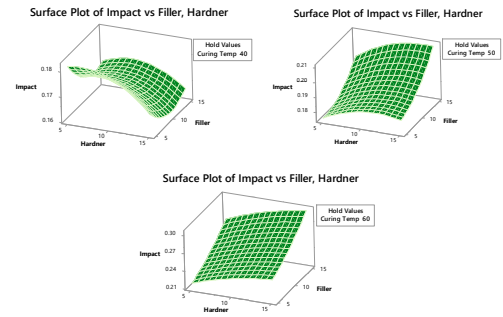 Surface Plot of Impact vs Filler, Hardner
Hold Values
Curing Temp 40
0.18
Impact
0.17
0.16
5
10
15
Hardner
5
10
15
Filler
Surface Plot of Impact vs Filler, Hardner
Hold Values
Curing Temp 50
0.21
0.20
Impact
0.19
0.18
5
10
15
Hardner
5
10
15
Filler
Surface Plot of Impact vs Filler, Hardner
Hold Values
Curing Temp 60
0.30
0.27
Impact
0.24
0.21
5
10
15
Hardner
5
10
15
Filler